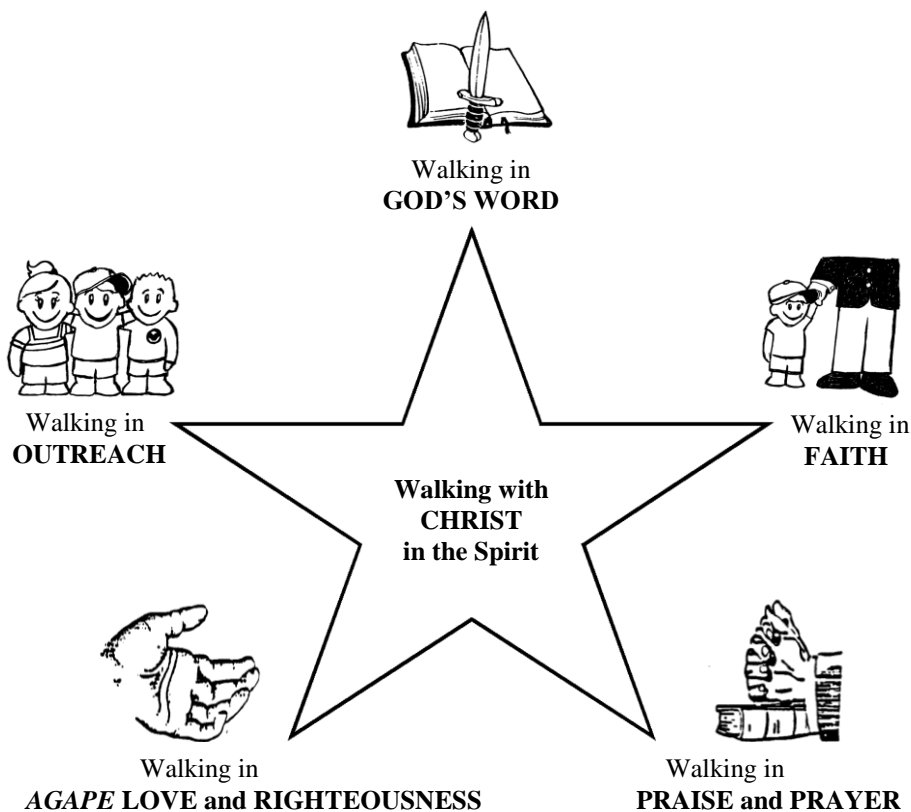 Walking in
GOD’S WORD
Walking in
OUTREACH
Walking in
FAITH
Walking with
CHRIST
in the Spirit
Walking in
AGAPE LOVE and RIGHTEOUSNESS
Walking in
PRAISE and PRAYER